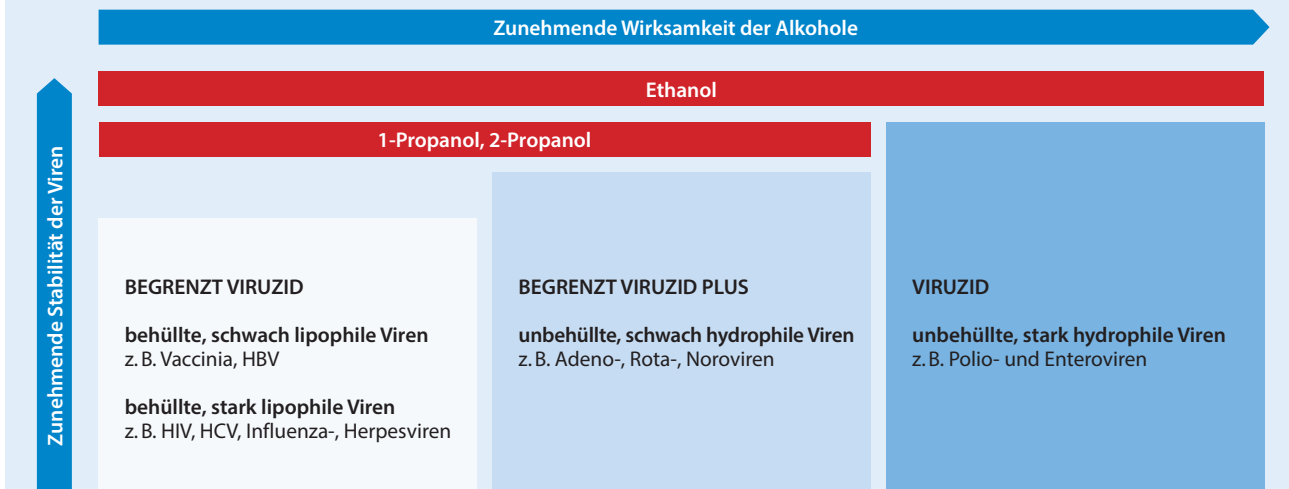 Zunehmende Wirksamkeit der Alkohole
Ethanol
1-Propanol, 2-Propanol
Zunehmende Stabilität der Viren
BEGRENZT VIRUZID
behüllte, schwach lipophile Viren
z. B. Vaccinia, HBV
behüllte, stark lipophile Viren
z. B. HIV, HCV, Influenza-, Herpesviren
BEGRENZT VIRUZID PLUS
unbehüllte, schwach hydrophile Viren
z. B. Adeno-, Rota-, Noroviren
VIRUZID
unbehüllte, stark hydrophile Viren
z. B. Polio- und Enteroviren